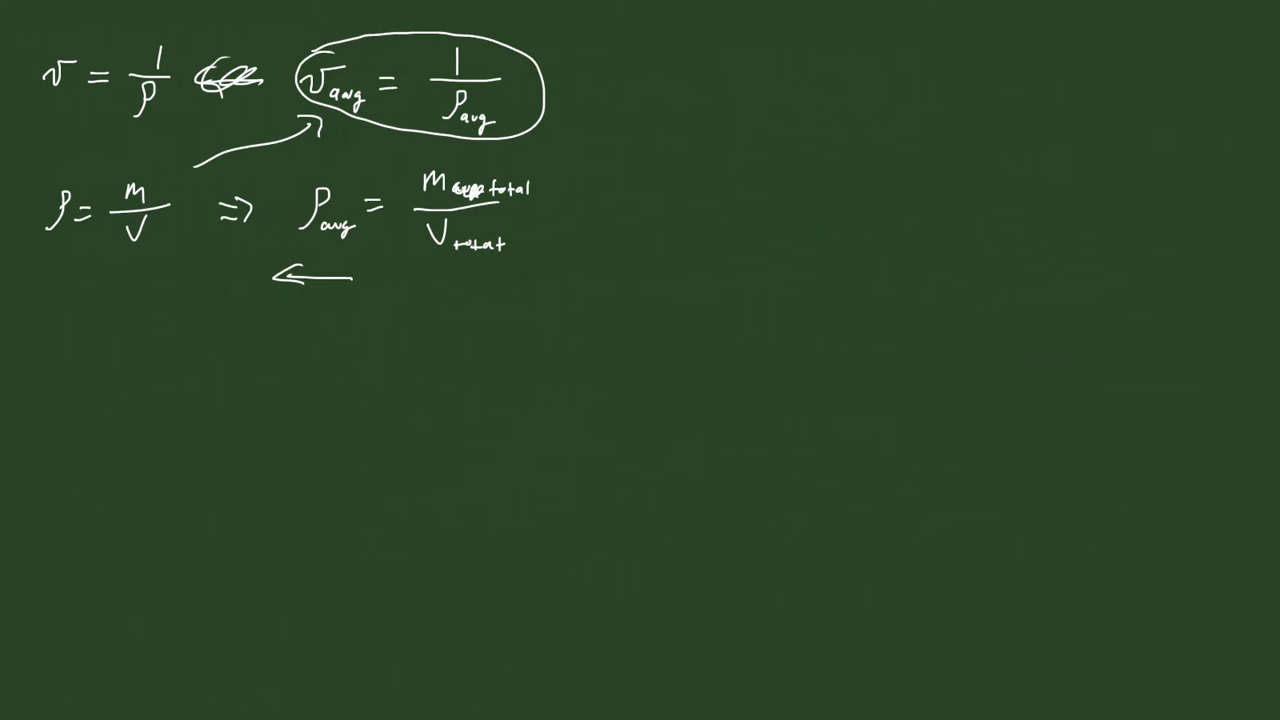 v = 1/ρ v_avg = 1/ρ_avg
ρ = m/V ⇒ ρ_avg = m_total/V_total
←